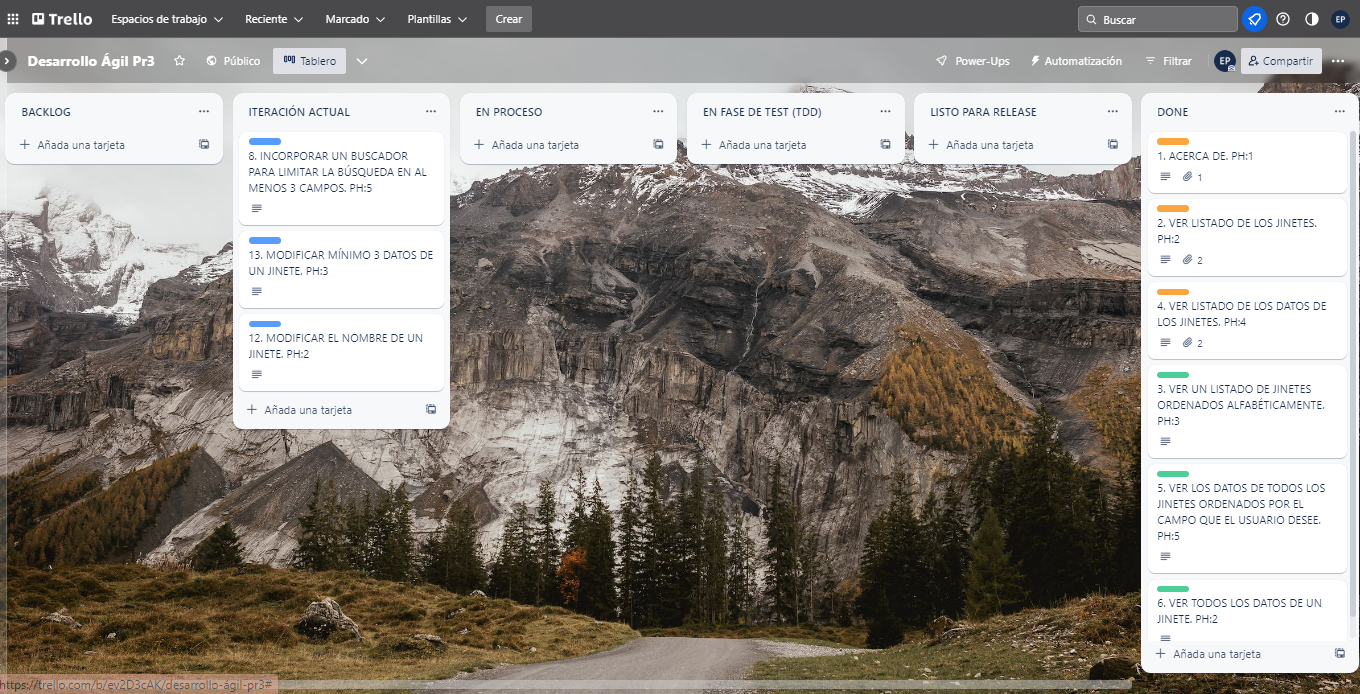 Trello
Espacios de trabajo
Reciente
Marcado
Plantillas
Crear
Buscar
EP
Desarrollo Ágil Pr3
Público
Tablero
Power-Ups
Automatización
Filtrar
EP
Compartir
BACKLOG
Añada una tarjeta
ITERACIÓN ACTUAL
8. INCORPORAR UN BUSCADOR
PARA LIMITAR LA BÚSQUEDA EN AL
MENOS 3 CAMPOS. PH:5
13. MODIFICAR MÍNIMO 3 DATOS DE
UN JINETE. PH:3
12. MODIFICAR EL NOMBRE DE UN
JINETE. PH:2
Añada una tarjeta
EN PROCESO
Añada una tarjeta
EN FASE DE TEST (TDD)
Añada una tarjeta
LISTO PARA RELEASE
Añada una tarjeta
DONE
1. ACERCA DE. PH:1
1
2. VER LISTADO DE LOS JINETES.
PH:2
2
4. VER LISTADO DE LOS DATOS DE
LOS JINETES. PH:4
2
3. VER UN LISTADO DE JINETES
ORDENADOS ALFABÉTICAMENTE.
PH:3
5. VER LOS DATOS DE TODOS LOS
JINETES ORDENADOS POR EL
CAMPO QUE EL USUARIO DESEE.
PH:5
6. VER TODOS LOS DATOS DE UN
JINETE. PH:2
Añada una tarjeta
https://trello.com/b/ey2D3cAK/desarrollo-ágil-pr3#